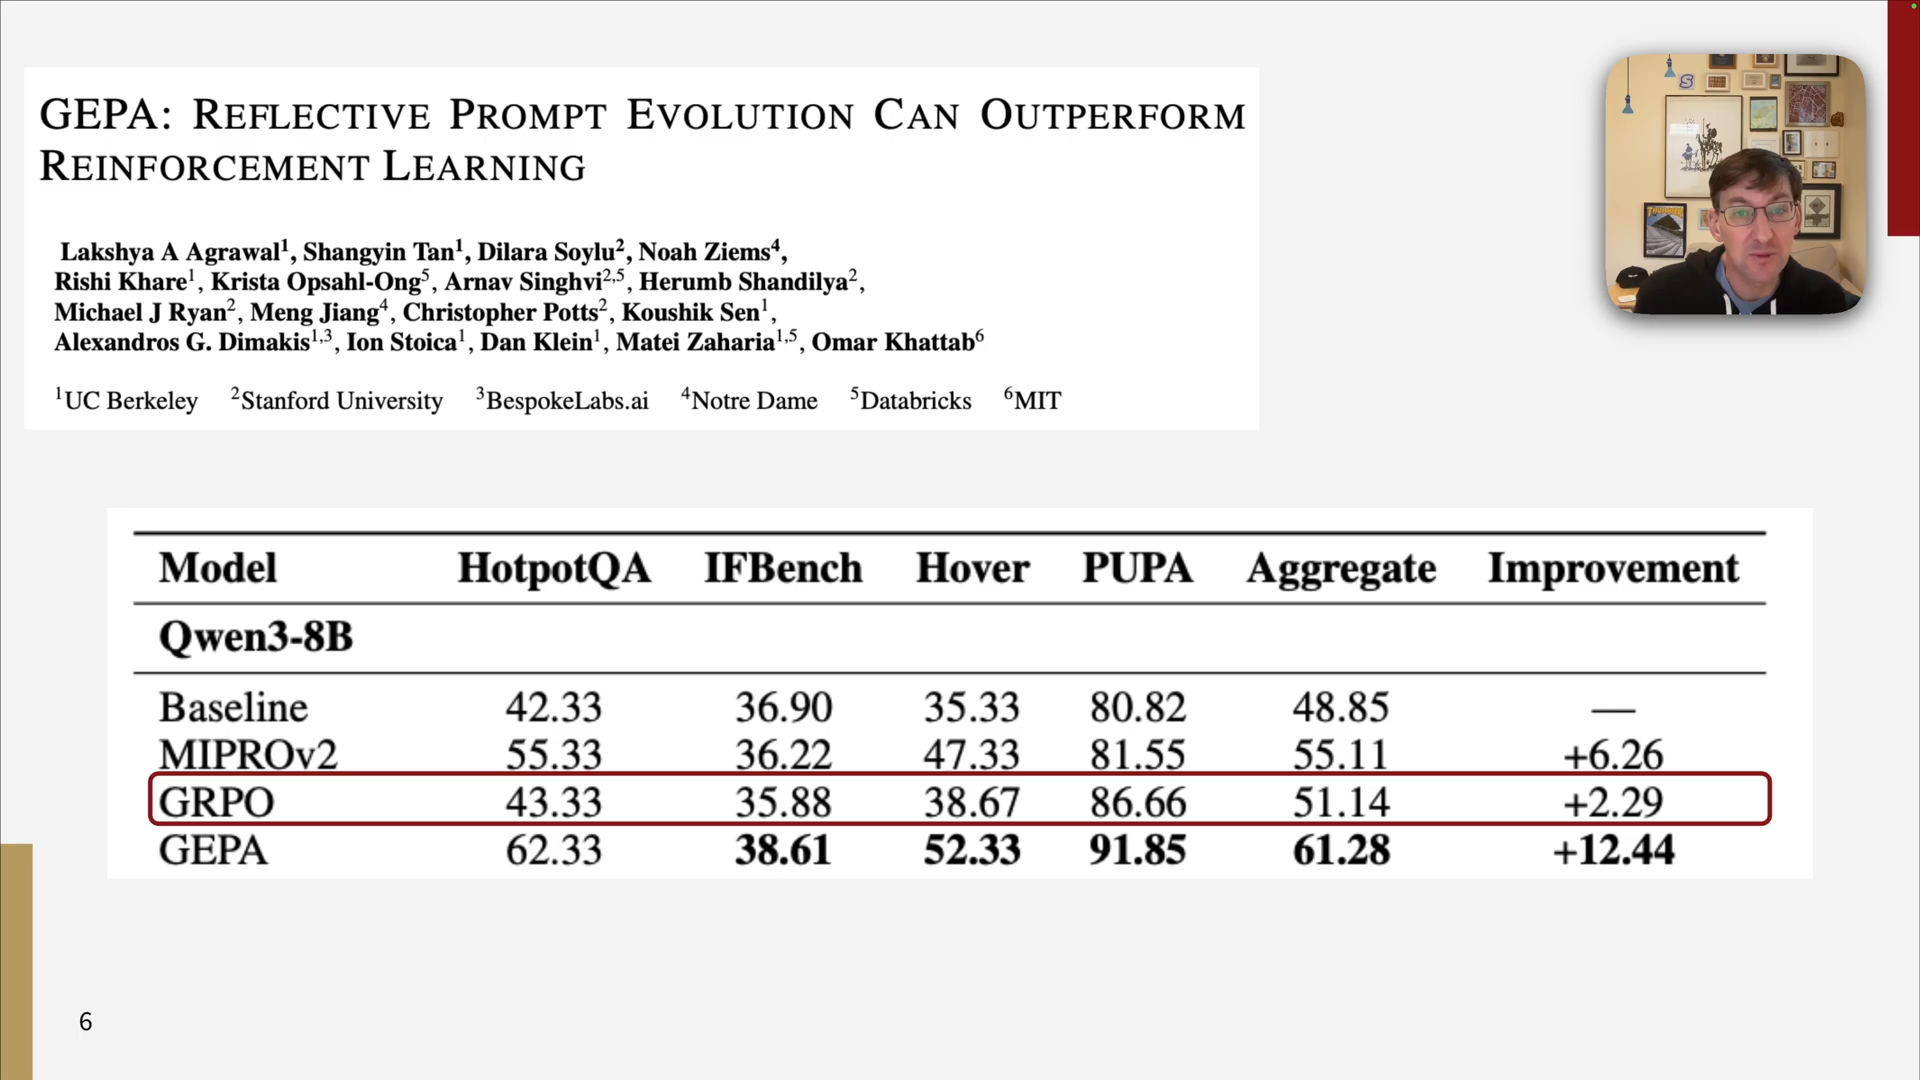 GEPA: REFLECTIVE PROMPT EVOLUTION CAN OUTPERFORM
REINFORCEMENT LEARNING
Lakshya A Agrawal¹, Shangyin Tan¹, Dilara Soylu², Noah Ziems⁴,
Rishi Khare¹, Krista Opsahl-Ong⁵, Arnav Singhvi²,⁵, Herumb Shandilya²,
Michael J Ryan², Meng Jiang⁴, Christopher Potts², Koushik Sen¹,
Alexandros G. Dimakis¹,³, Ion Stoica¹, Dan Klein¹, Matei Zaharia¹,⁵, Omar Khattab⁶
¹UC Berkeley ²Stanford University ³BespokeLabs.ai ⁴Notre Dame ⁵Databricks ⁶MIT
Model HotpotQA IFBench Hover PUPA Aggregate Improvement
Qwen3-8B
Baseline 42.33 36.90 35.33 80.82 48.85 —
MIPROv2 55.33 36.22 47.33 81.55 55.11 +6.26
GRPO 43.33 35.88 38.67 86.66 51.14 +2.29
GEPA 62.33 38.61 52.33 91.85 61.28 +12.44
6